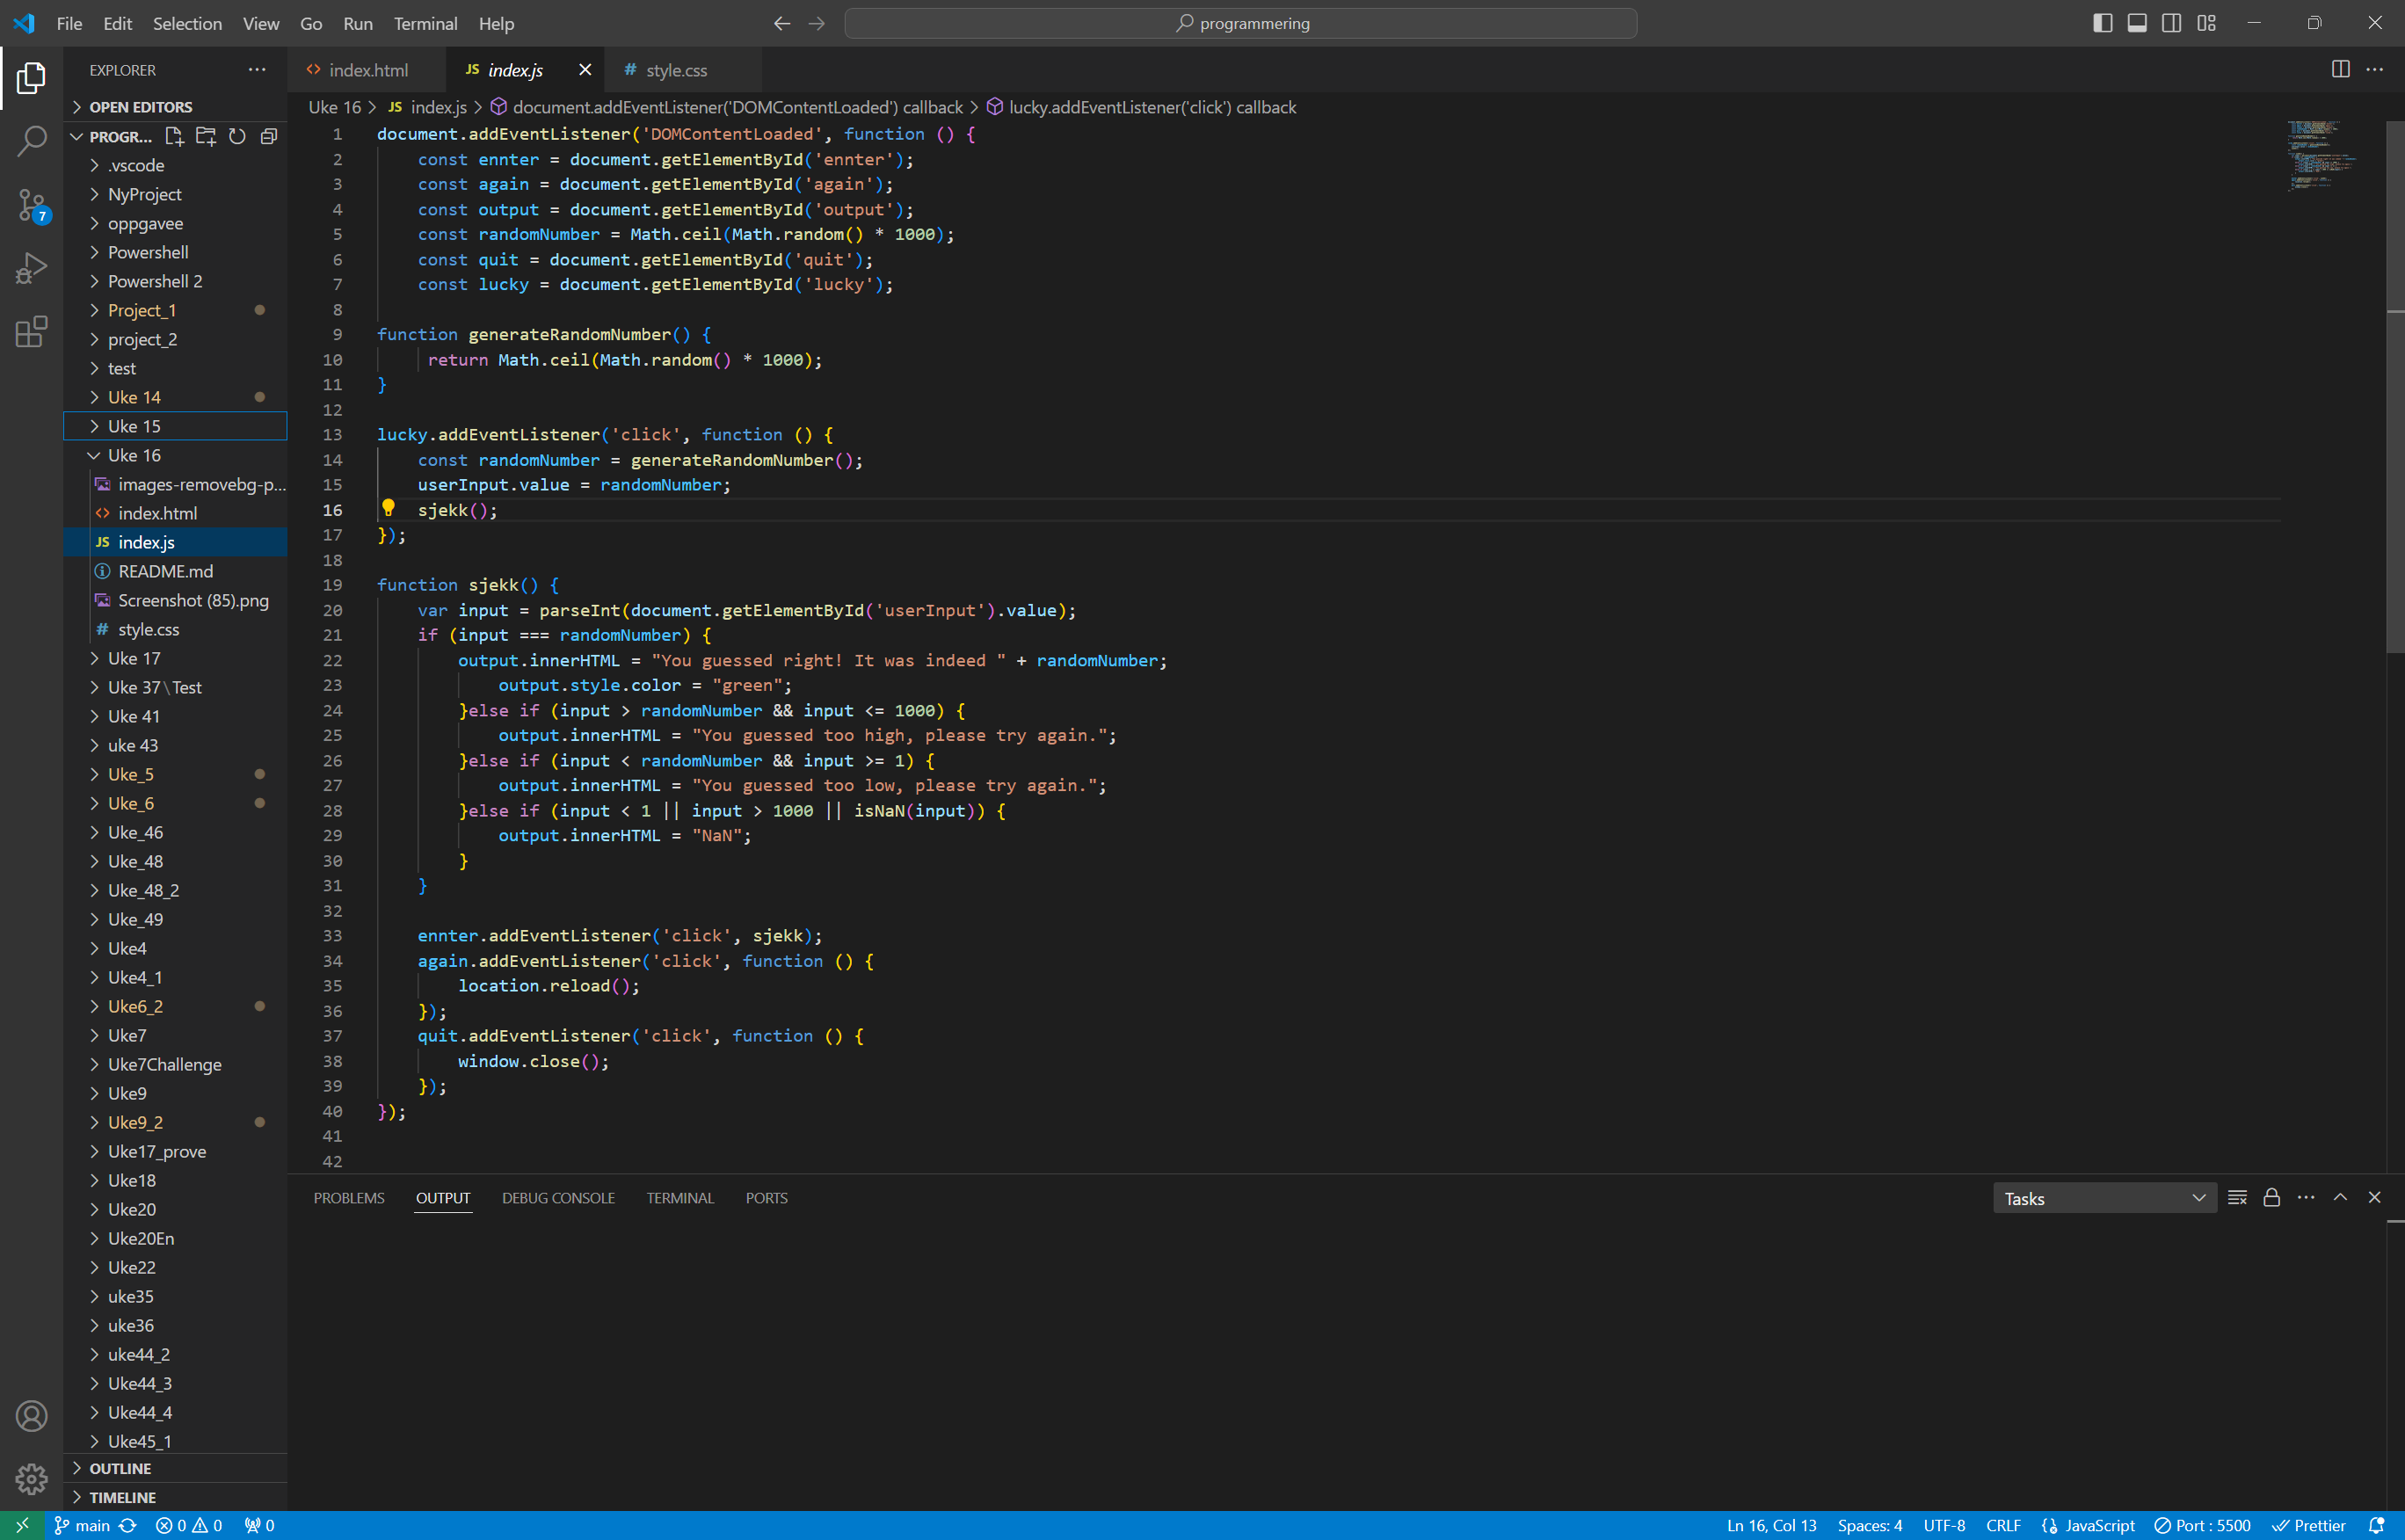 File Edit Selection View Go Run Terminal Help
programmering
EXPLORER
OPEN EDITORS
PROGR...
.vscode
NyProject
oppgavee
Powershell
Powershell 2
Project_1
project_2
test
Uke 14
Uke 15
Uke 16
images-removebg-p...
index.html
JS index.js
README.md
Screenshot (85).png
# style.css
Uke 17
Uke 37\Test
Uke 41
uke 43
Uke_5
Uke_6
Uke_46
Uke_48
Uke_48_2
Uke_49
Uke4
Uke4_1
Uke6_2
Uke7
Uke7Challenge
Uke9
Uke9_2
Uke17_prove
Uke18
Uke20
Uke20En
Uke22
uke35
uke36
uke44_2
Uke44_3
Uke44_4
Uke45_1
OUTLINE
TIMELINE
7
<> index.html JS index.js # style.css
Uke 16 > JS index.js > document.addEventListener('DOMContentLoaded') callback > lucky.addEventListener('click') callback
1 document.addEventListener('DOMContentLoaded', function () {
2 const ennter = document.getElementById('ennter');
3 const again = document.getElementById('again');
4 const output = document.getElementById('output');
5 const randomNumber = Math.ceil(Math.random() * 1000);
6 const quit = document.getElementById('quit');
7 const lucky = document.getElementById('lucky');
8
9 function generateRandomNumber() {
10 return Math.ceil(Math.random() * 1000);
11 }
12
13 lucky.addEventListener('click', function () {
14 const randomNumber = generateRandomNumber();
15 userInput.value = randomNumber;
16 sjekk();
17 });
18
19 function sjekk() {
20 var input = parseInt(document.getElementById('userInput').value);
21 if (input === randomNumber) {
22 output.innerHTML = "You guessed right! It was indeed " + randomNumber;
23 output.style.color = "green";
24 }else if (input > randomNumber && input <= 1000) {
25 output.innerHTML = "You guessed too high, please try again.";
26 }else if (input < randomNumber && input >= 1) {
27 output.innerHTML = "You guessed too low, please try again.";
28 }else if (input < 1 || input > 1000 || isNaN(input)) {
29 output.innerHTML = "NaN";
30 }
31 }
32
33 ennter.addEventListener('click', sjekk);
34 again.addEventListener('click', function () {
35 location.reload();
36 });
37 quit.addEventListener('click', function () {
38 window.close();
39 });
40 });
41
42
PROBLEMS OUTPUT DEBUG CONSOLE TERMINAL PORTS
Tasks
main 0 0 0
Ln 16, Col 13 Spaces: 4 UTF-8 CRLF {} JavaScript Port : 5500 Prettier